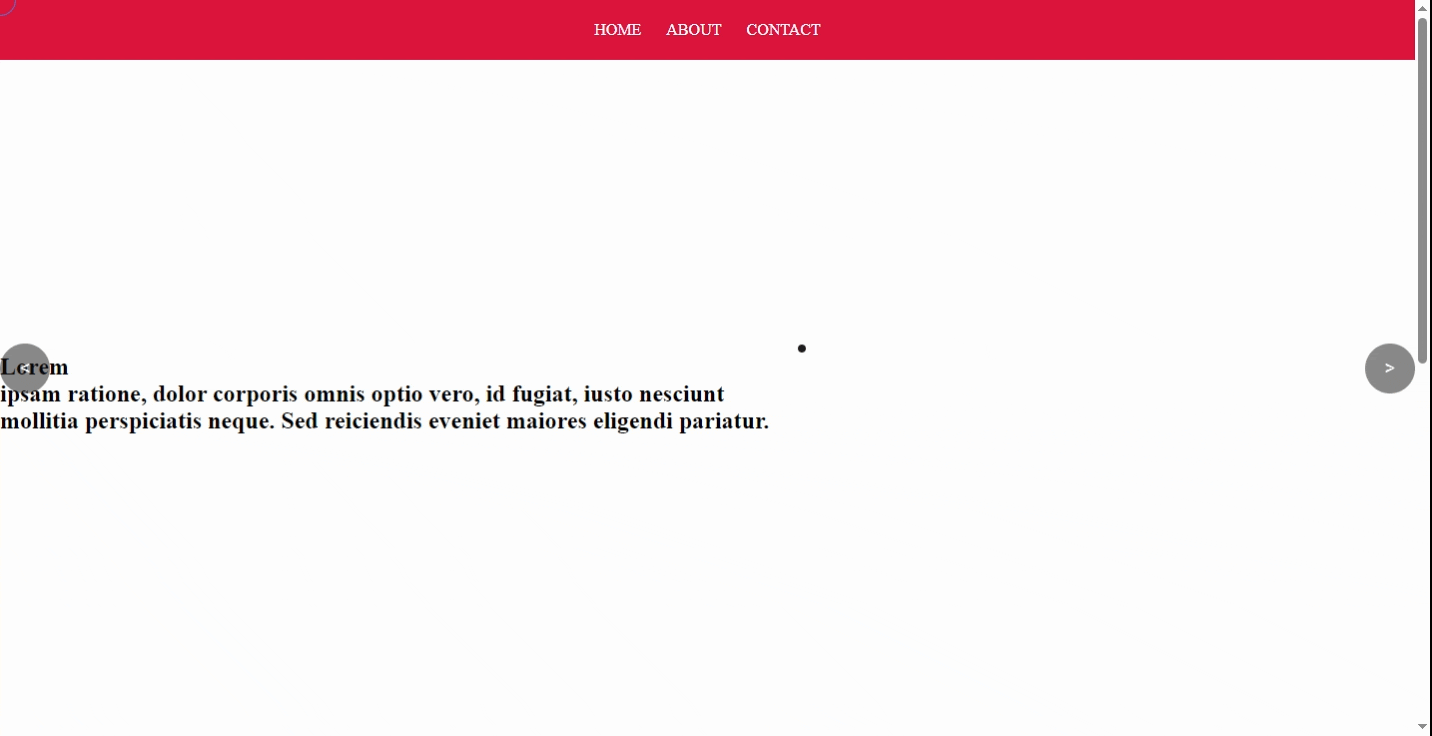 HOME ABOUT CONTACT
Lorem
<
>
ipsam ratione, dolor corporis omnis optio vero, id fugiat, iusto nesciunt
mollitia perspiciatis neque. Sed reiciendis eveniet maiores eligendi pariatur.